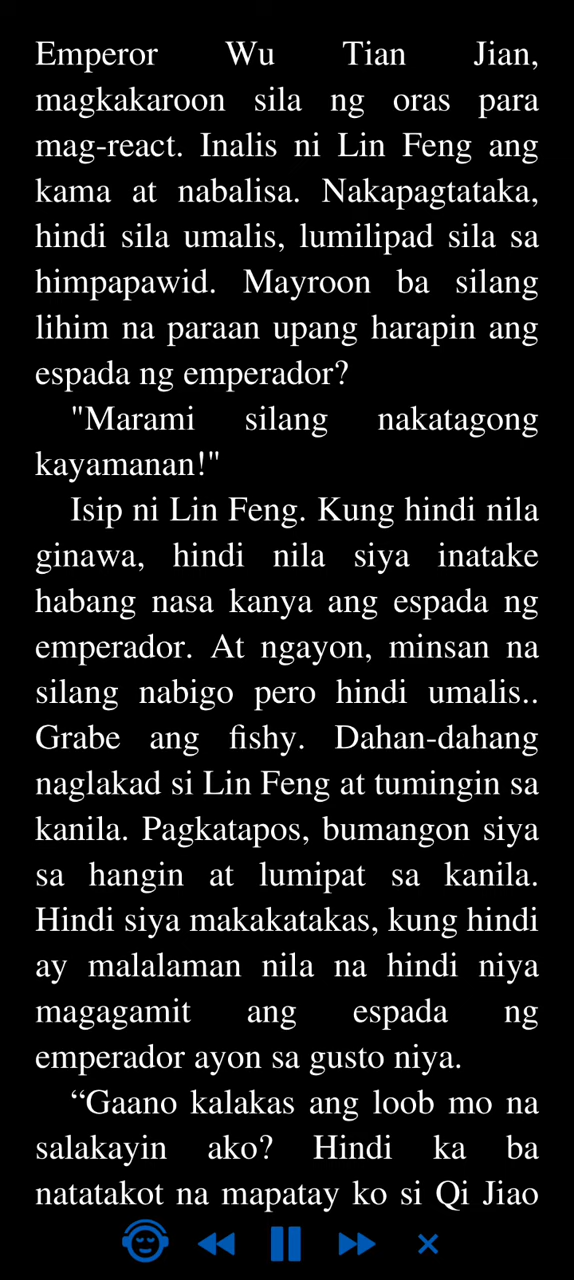 Emperor Wu Tian Jian,
magkakaroon sila ng oras para
mag-react. Inalis ni Lin Feng ang
kama at nabalisa. Nakapagtataka,
hindi sila umalis, lumilipad sila sa
himpapawid. Mayroon ba silang
lihim na paraan upang harapin ang
espada ng emperador?
"Marami silang nakatagong
kayamanan!"
Isip ni Lin Feng. Kung hindi nila
ginawa, hindi nila siya inatake
habang nasa kanya ang espada ng
emperador. At ngayon, minsan na
silang nabigo pero hindi umalis..
Grabe ang fishy. Dahan-dahang
naglakad si Lin Feng at tumingin sa
kanila. Pagkatapos, bumangon siya
sa hangin at lumipat sa kanila.
Hindi siya makakatakas, kung hindi
ay malalaman nila na hindi niya
magagamit ang espada ng
emperador ayon sa gusto niya.
“Gaano kalakas ang loob mo na
salakayin ako? Hindi ka ba
natatakot na mapatay ko si Qi Jiao